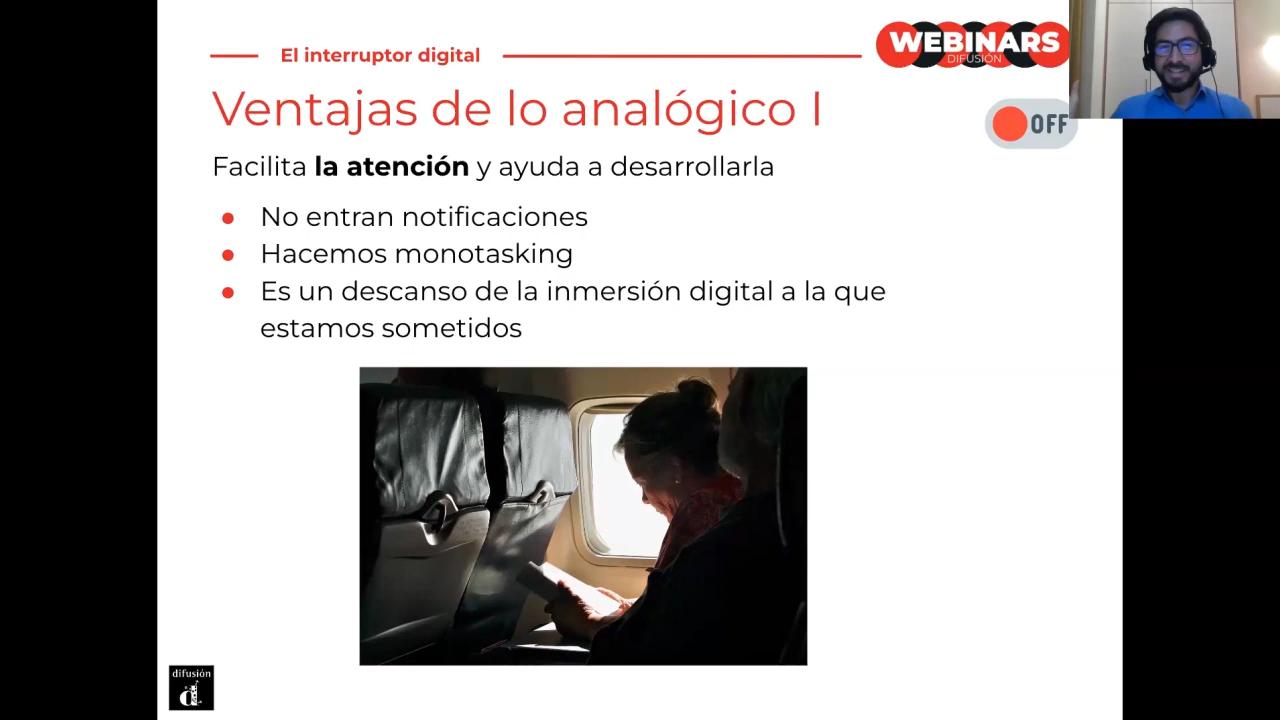 El interruptor digital
WEBINARS
DIFUSIÓN
Ventajas de lo analógico I
OFF
Facilita la atención y ayuda a desarrollarla
No entran notificaciones
Hacemos monotasking
Es un descanso de la inmersión digital a la que
estamos sometidos
difusión
d